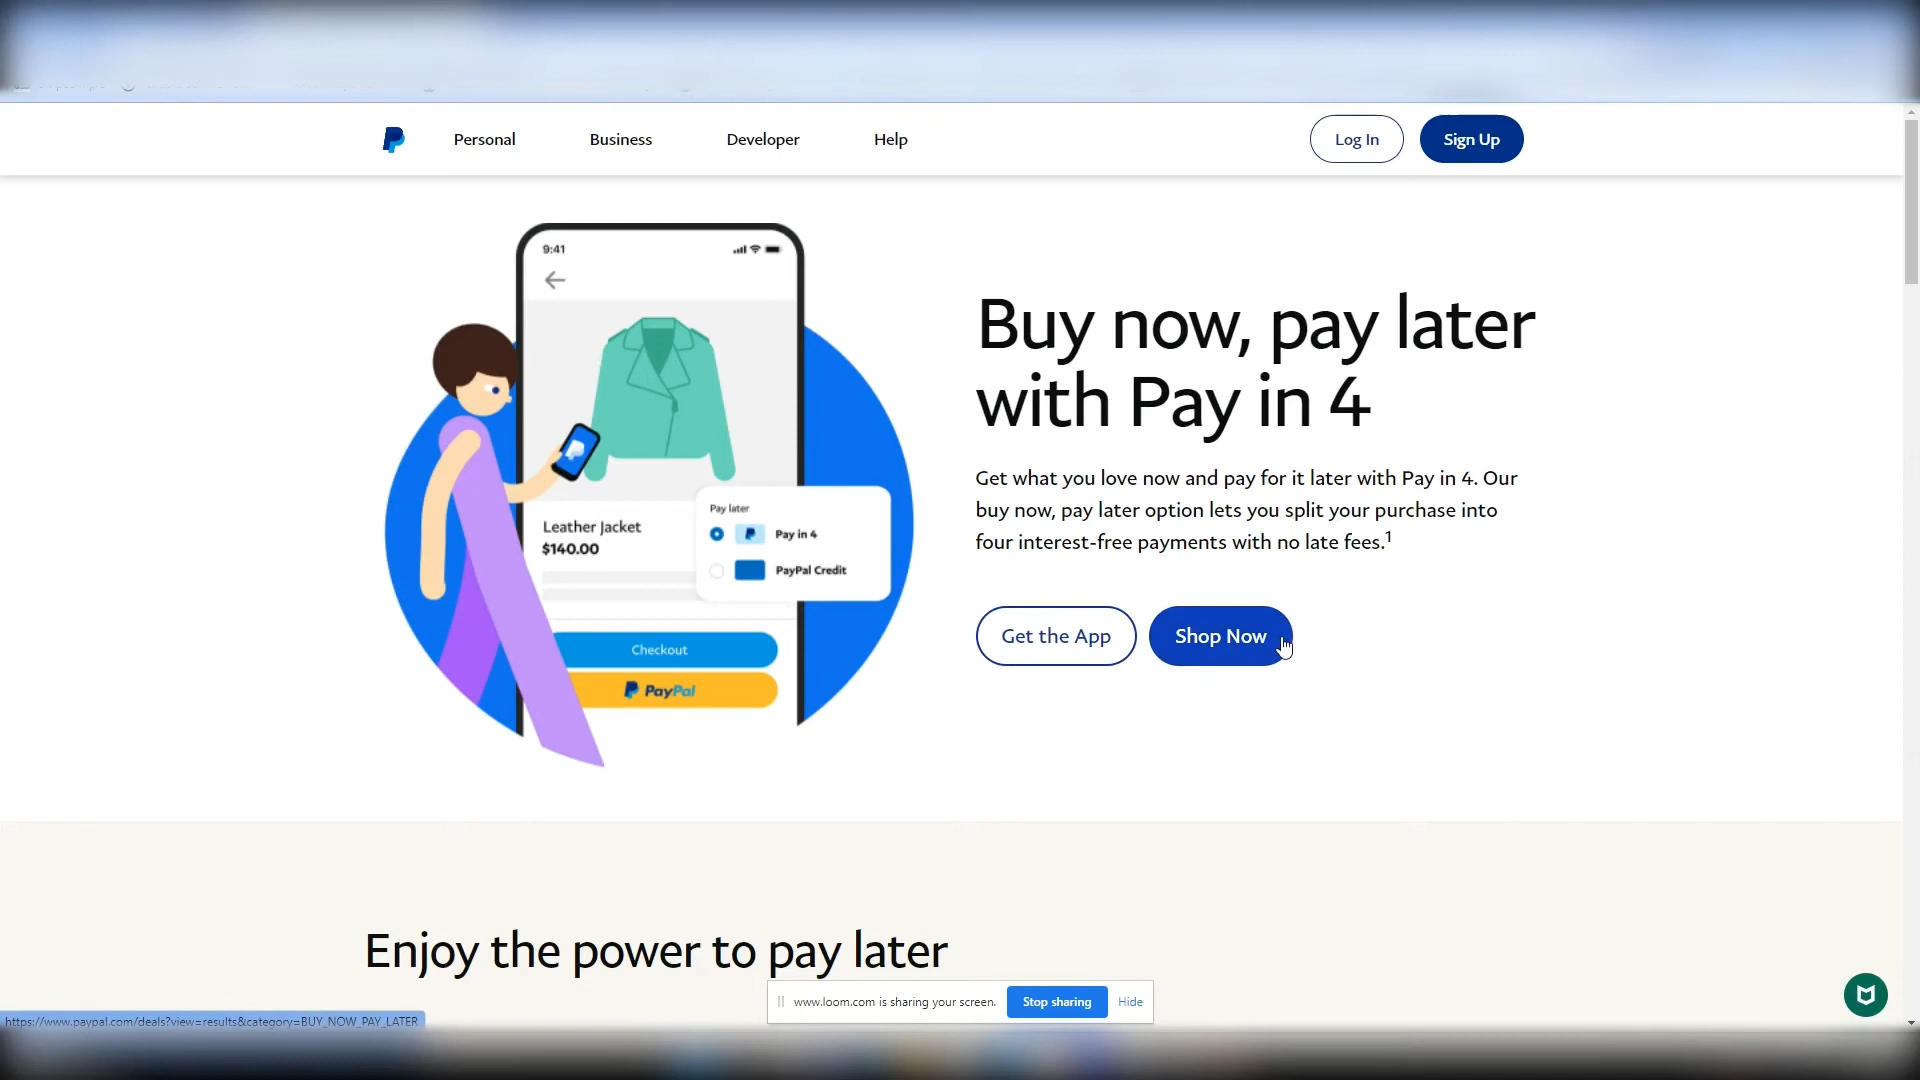 Personal
Business
Developer
Help
Log In
Sign Up
9:41
Leather Jacket
$140.00
Pay later
Pay in 4
PayPal Credit
Checkout
PayPal
Buy now, pay later
with Pay in 4
Get what you love now and pay for it later with Pay in 4. Our
buy now, pay later option lets you split your purchase into
four interest-free payments with no late fees.¹
Get the App
Shop Now
Enjoy the power to pay later
www.loom.com is sharing your screen.
Stop sharing
Hide
https://www.paypal.com/deals?view=results&category=BUY_NOW_PAY_LATER